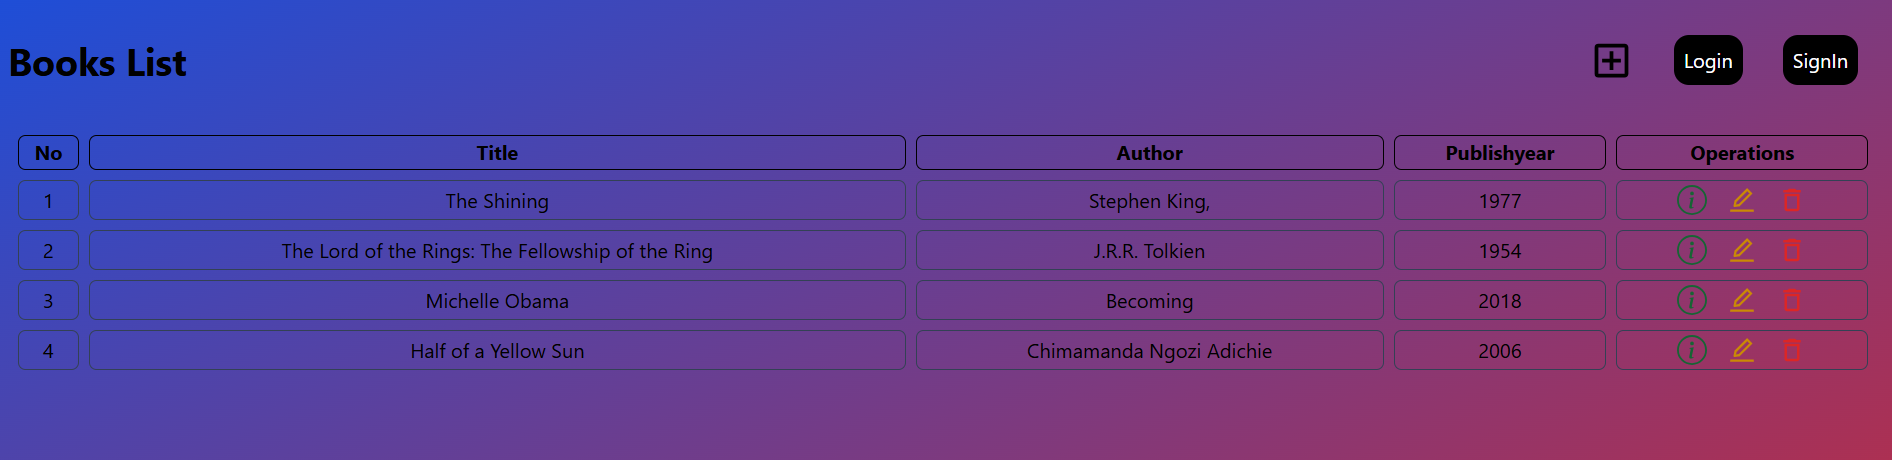 Books List
Login SignIn
No Title Author Publishyear Operations
1 The Shining Stephen King, 1977
2 The Lord of the Rings: The Fellowship of the Ring J.R.R. Tolkien 1954
3 Michelle Obama Becoming 2018
4 Half of a Yellow Sun Chimamanda Ngozi Adichie 2006